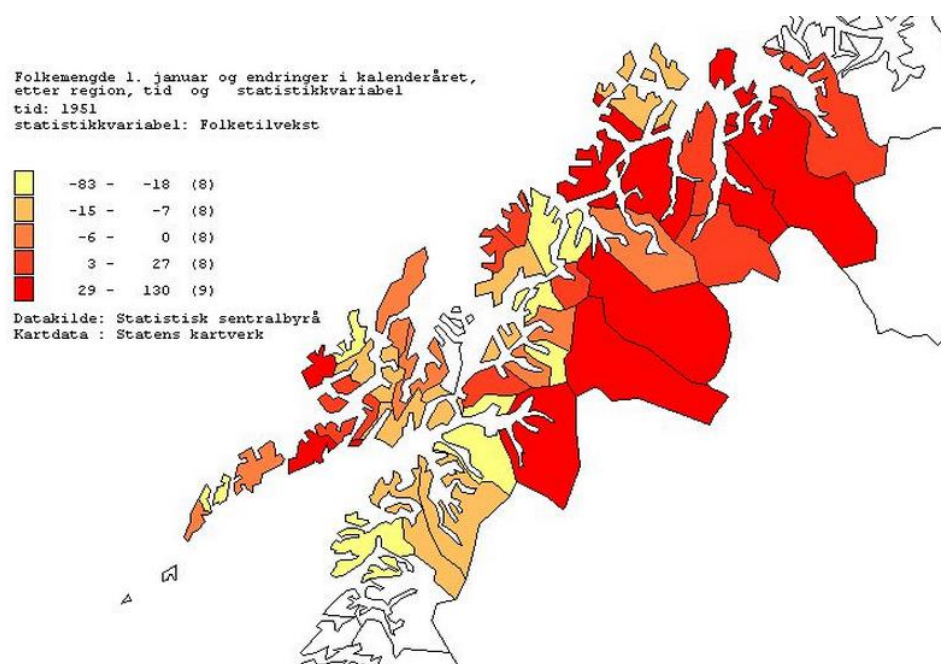 Folkemengde 1. januar og endringer i kalenderåret,
etter region, tid og statistikkvariabel
tid: 1951
statistikkvariabel: Folketilvekst
-83 - -18 (8)
-15 - -7 (8)
-6 - 0 (8)
3 - 27 (8)
29 - 130 (9)
Datakilde: Statistisk sentralbyrå
Kartdata : Statens kartverk